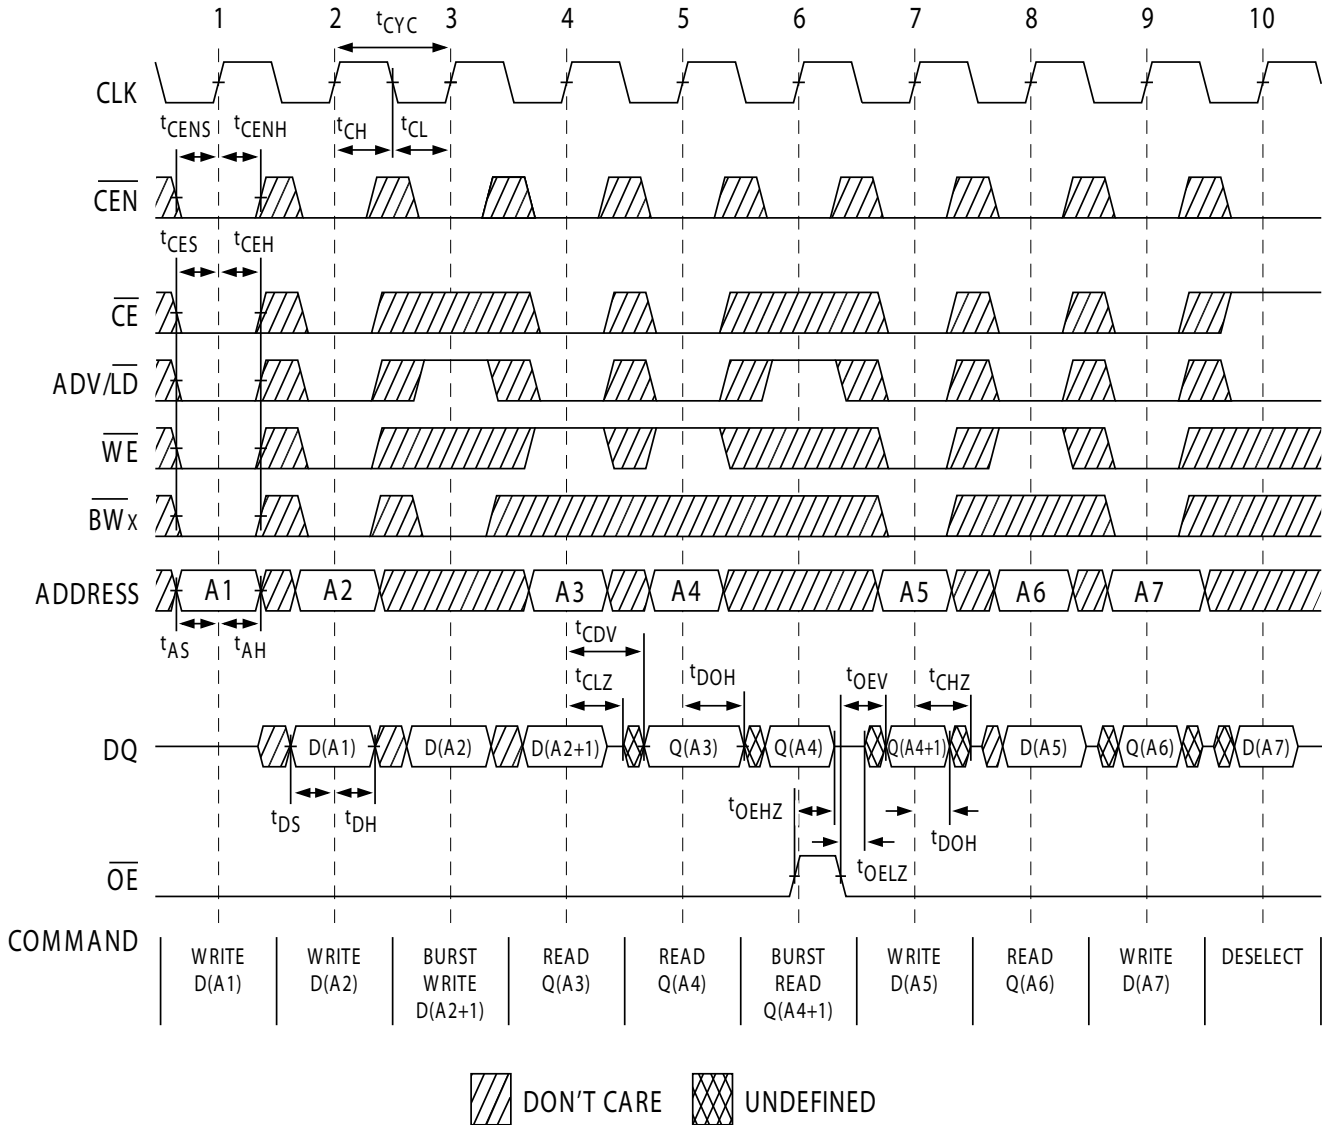 1 2 tCYC 3 4 5 6 7 8 9 10
CLK
tCENS tCENH tCH tCL
CEN
tCES tCEH
CE
ADV/LD
WE
BWx
ADDRESS A1 A2 A3 A4 A5 A6 A7
tAS tAH tCDV
tCLZ tDOH tOEV tCHZ
DQ D(A1) D(A2) D(A2+1) Q(A3) Q(A4) Q(A4+1) D(A5) Q(A6) D(A7)
tDS tDH tOEHZ tDOH
tOELZ
OE
COMMAND
WRITE WRITE BURST READ READ BURST WRITE READ WRITE DESELECT
D(A1) D(A2) WRITE Q(A3) Q(A4) READ D(A5) Q(A6) D(A7)
D(A2+1) Q(A4+1)
DON'T CARE UNDEFINED